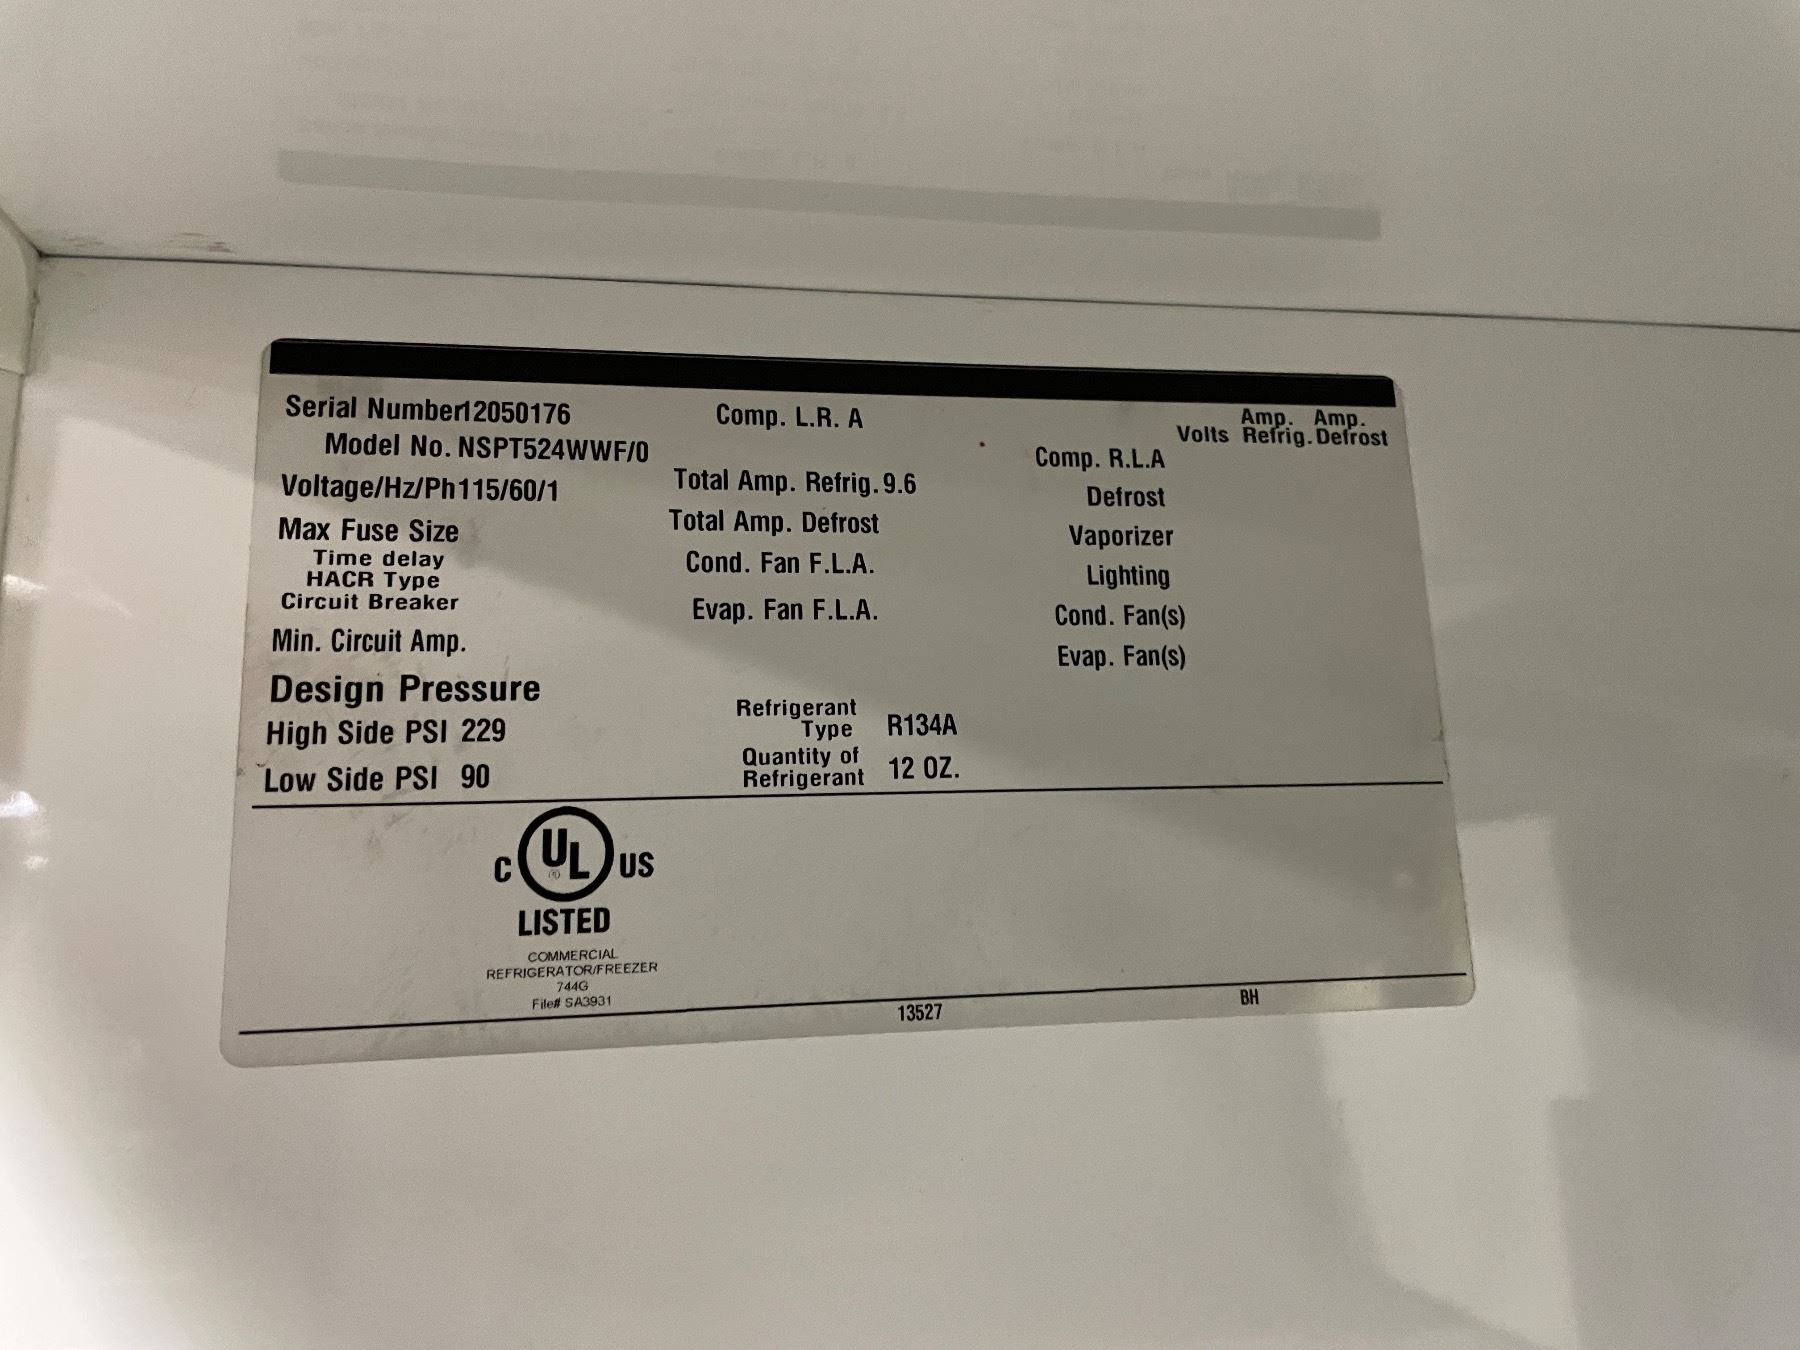 Serial Number12050176
Model No. NSPT524WWF/0
Voltage/Hz/Ph115/60/1
Max Fuse Size
Time delay
HACR Type
Circuit Breaker
Min. Circuit Amp.
Design Pressure
High Side PSI 229
Low Side PSI 90
Comp. L.R. A
Total Amp. Refrig. 9.6
Total Amp. Defrost
Cond. Fan F.L.A.
Evap. Fan F.L.A.
Refrigerant
Type R134A
Quantity of
Refrigerant 12 OZ.
Amp. Amp.
Volts Refrig. Defrost
Comp. R.L.A
Defrost
Vaporizer
Lighting
Cond. Fan(s)
Evap. Fan(s)
C UL ® US
LISTED
COMMERCIAL
REFRIGERATOR/FREEZER
744G
File# SA3931
13527
BH